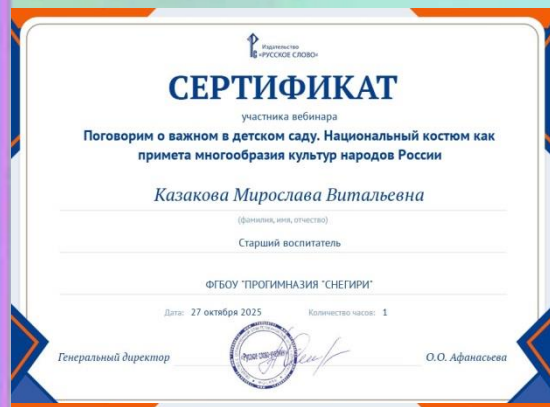 Издательство
«РУССКОЕ СЛОВО»
СЕРТИФИКАТ
участника вебинара
Поговорим о важном в детском саду. Национальный костюм как
примета многообразия культур народов России
Казакова Мирослава Витальевна
(фамилия, имя, отчество)
Старший воспитатель
ФГБОУ "ПРОГИМНАЗИЯ "СНЕГИРИ"
Дата: 27 октября 2025 Количество часов: 1
Генеральный директор О.О. Афанасьева